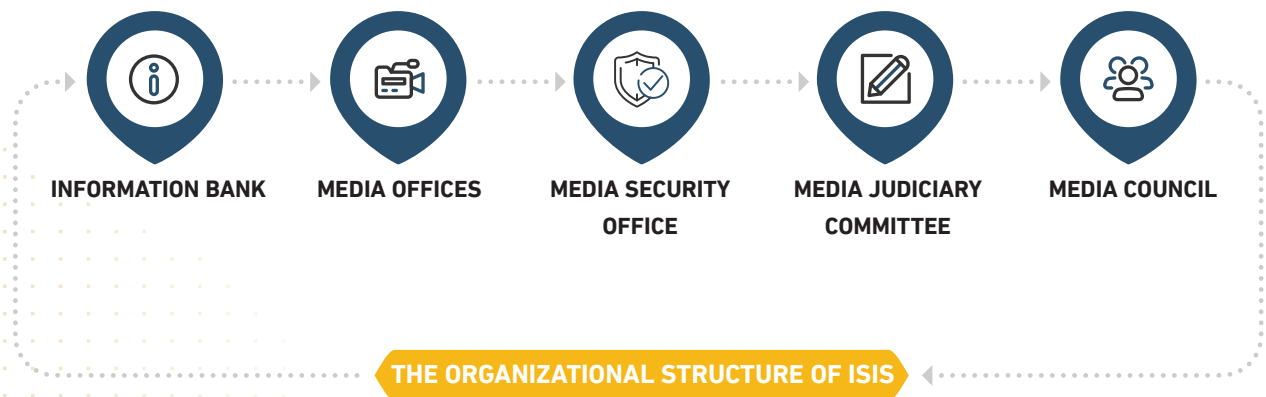 INFORMATION BANK
MEDIA OFFICES
MEDIA SECURITY
OFFICE
MEDIA JUDICIARY
COMMITTEE
MEDIA COUNCIL
THE ORGANIZATIONAL STRUCTURE OF ISIS